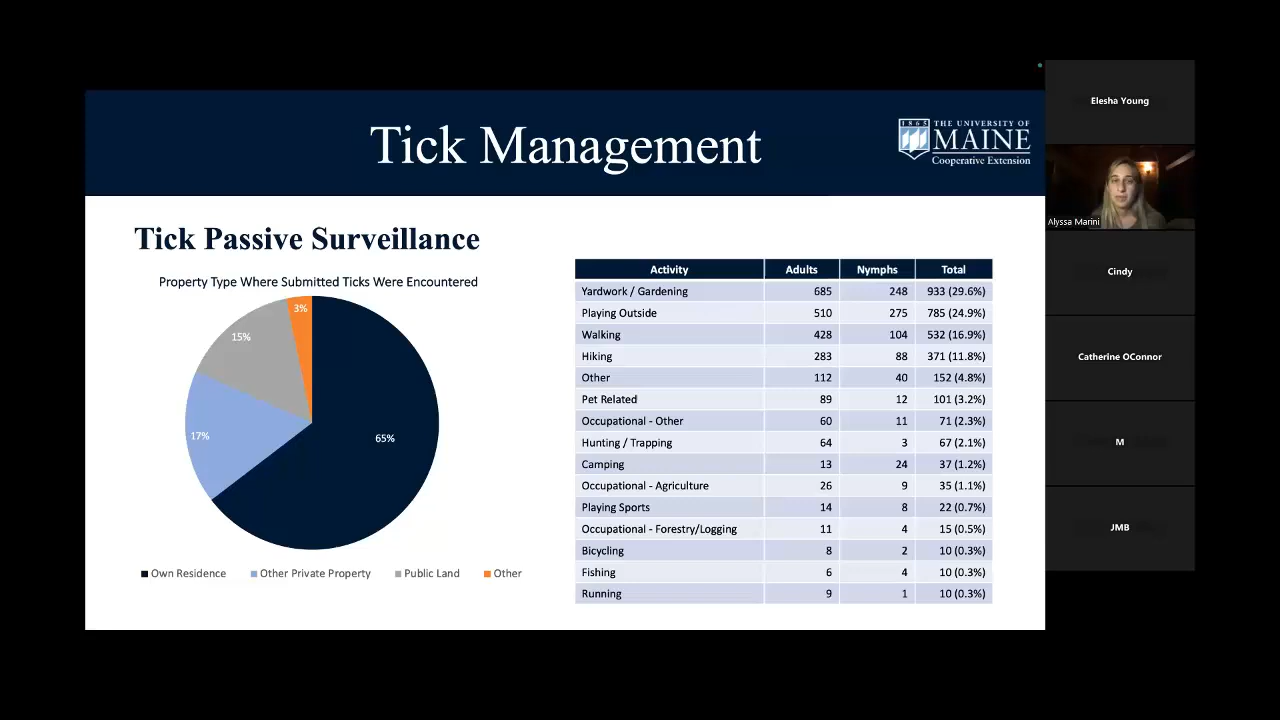 Tick Management
1865
THE UNIVERSITY OF
MAINE
Cooperative Extension
Tick Passive Surveillance
Property Type Where Submitted Ticks Were Encountered
3%
15%
17%
65%
Own Residence Other Private Property Public Land Other
Activity Adults Nymphs Total
Yardwork / Gardening 685 248 933 (29.6%)
Playing Outside 510 275 785 (24.9%)
Walking 428 104 532 (16.9%)
Hiking 283 88 371 (11.8%)
Other 112 40 152 (4.8%)
Pet Related 89 12 101 (3.2%)
Occupational - Other 60 11 71 (2.3%)
Hunting / Trapping 64 3 67 (2.1%)
Camping 13 24 37 (1.2%)
Occupational - Agriculture 26 9 35 (1.1%)
Playing Sports 14 8 22 (0.7%)
Occupational - Forestry/Logging 11 4 15 (0.5%)
Bicycling 8 2 10 (0.3%)
Fishing 6 4 10 (0.3%)
Running 9 1 10 (0.3%)
Elesha Young
Alyssa Marini
Cindy
Catherine OConnor
M
JMB